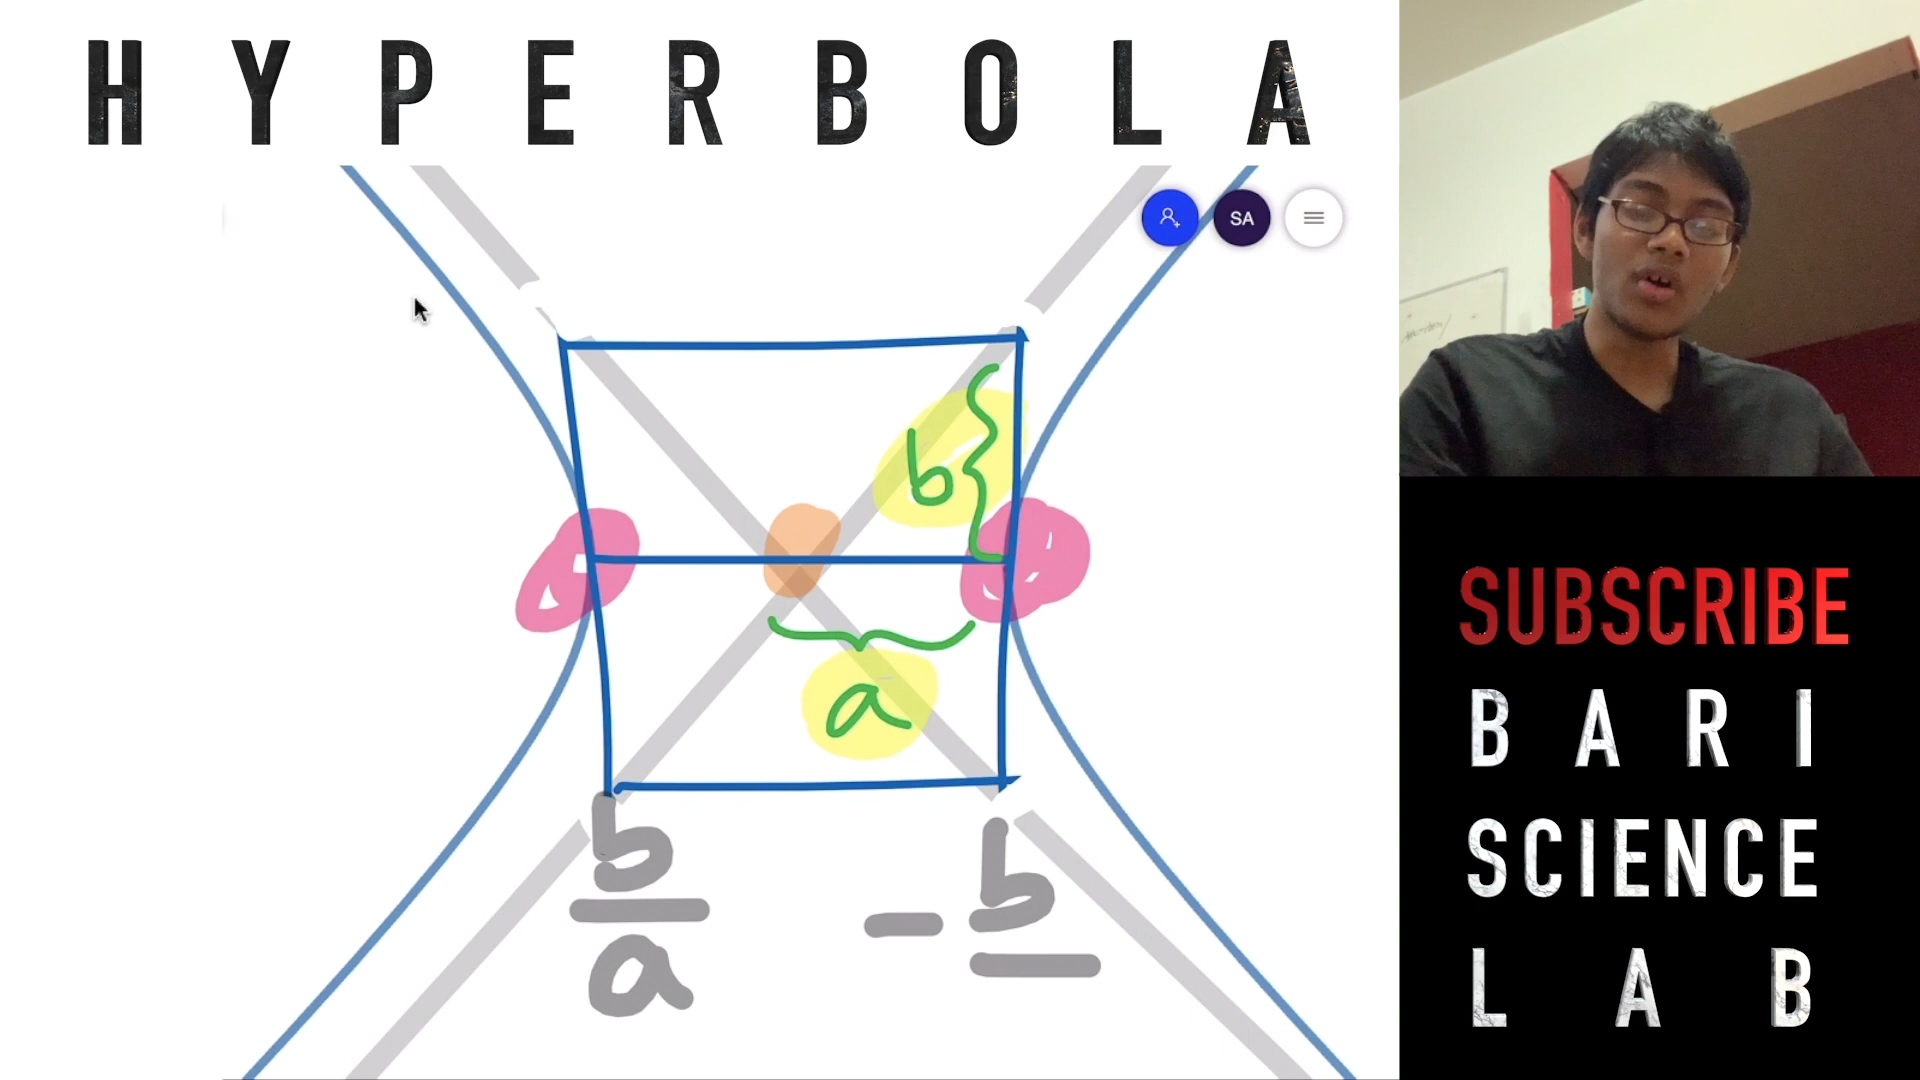 HYPERBOLA
SA
b
a
b
a
-b
SUBSCRIBE
BARI
SCIENCE
LAB